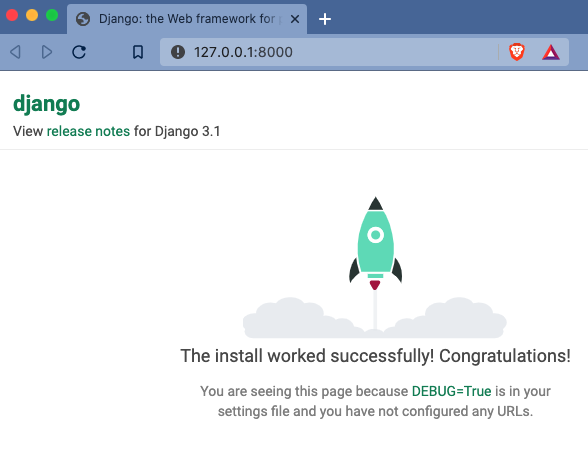 Django: the Web framework for
127.0.0.1:8000
django
View release notes for Django 3.1
The install worked successfully! Congratulations!
You are seeing this page because DEBUG=True is in your
settings file and you have not configured any URLs.